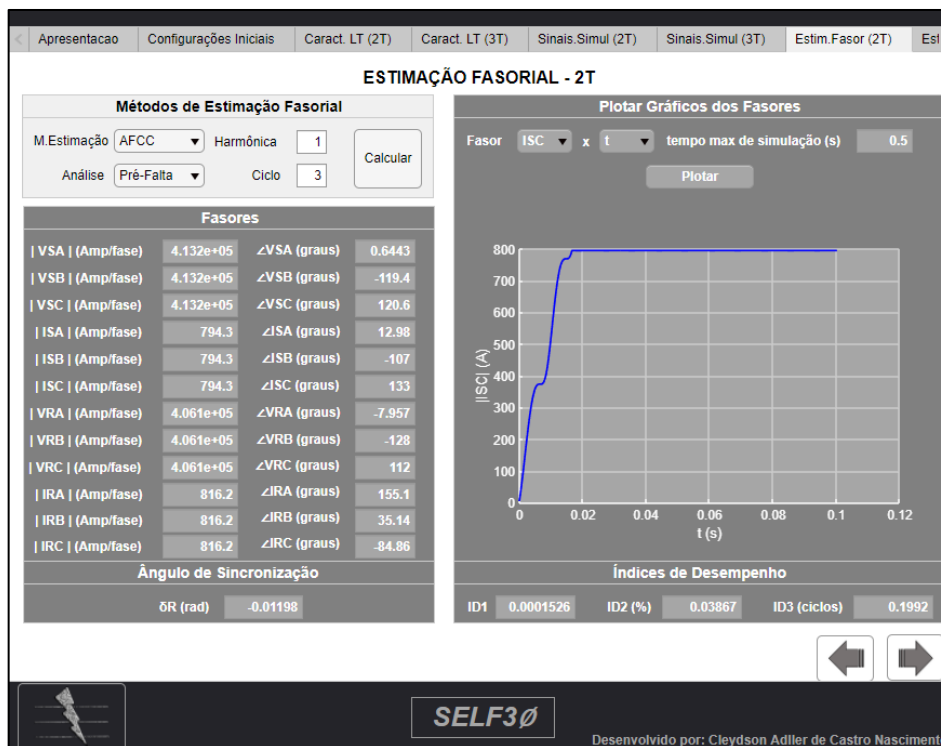 Apresentacao Configurações Iniciais Caract. LT (2T) Caract. LT (3T) Sinais.Simul (2T) Sinais.Simul (3T) Estim.Fasor (2T) Est
ESTIMAÇÃO FASORIAL - 2T
Métodos de Estimação Fasorial
M.Estimação AFCC Harmônica 1
Calcular
Análise Pré-Falta Ciclo 3
Fasores
| VSA | (Amp/fase) 4.132e+05 ∠VSA (graus) 0.6443
| VSB | (Amp/fase) 4.132e+05 ∠VSB (graus) -119.4
| VSC | (Amp/fase) 4.132e+05 ∠VSC (graus) 120.6
| ISA | (Amp/fase) 794.3 ∠ISA (graus) 12.98
| ISB | (Amp/fase) 794.3 ∠ISB (graus) -107
| ISC | (Amp/fase) 794.3 ∠ISC (graus) 133
| VRA | (Amp/fase) 4.061e+05 ∠VRA (graus) -7.957
| VRB | (Amp/fase) 4.061e+05 ∠VRB (graus) -128
| VRC | (Amp/fase) 4.061e+05 ∠VRC (graus) 112
| IRA | (Amp/fase) 816.2 ∠IRA (graus) 155.1
| IRB | (Amp/fase) 816.2 ∠IRB (graus) 35.14
| IRC | (Amp/fase) 816.2 ∠IRC (graus) -84.86
Ângulo de Sincronização
δR (rad) -0.01198
Plotar Gráficos dos Fasores
Fasor ISC x t tempo max de simulação (s) 0.5
Plotar
800
700
600
500
400
300
200
100
0
|ISC| (A)
0 0.02 0.04 0.06 0.08 0.1 0.12
t (s)
Índices de Desempenho
ID1 0.0001526 ID2 (%) 0.03867 ID3 (ciclos) 0.1992
SELF3Ø
Desenvolvido por: Cleydson Adller de Castro Nasciment